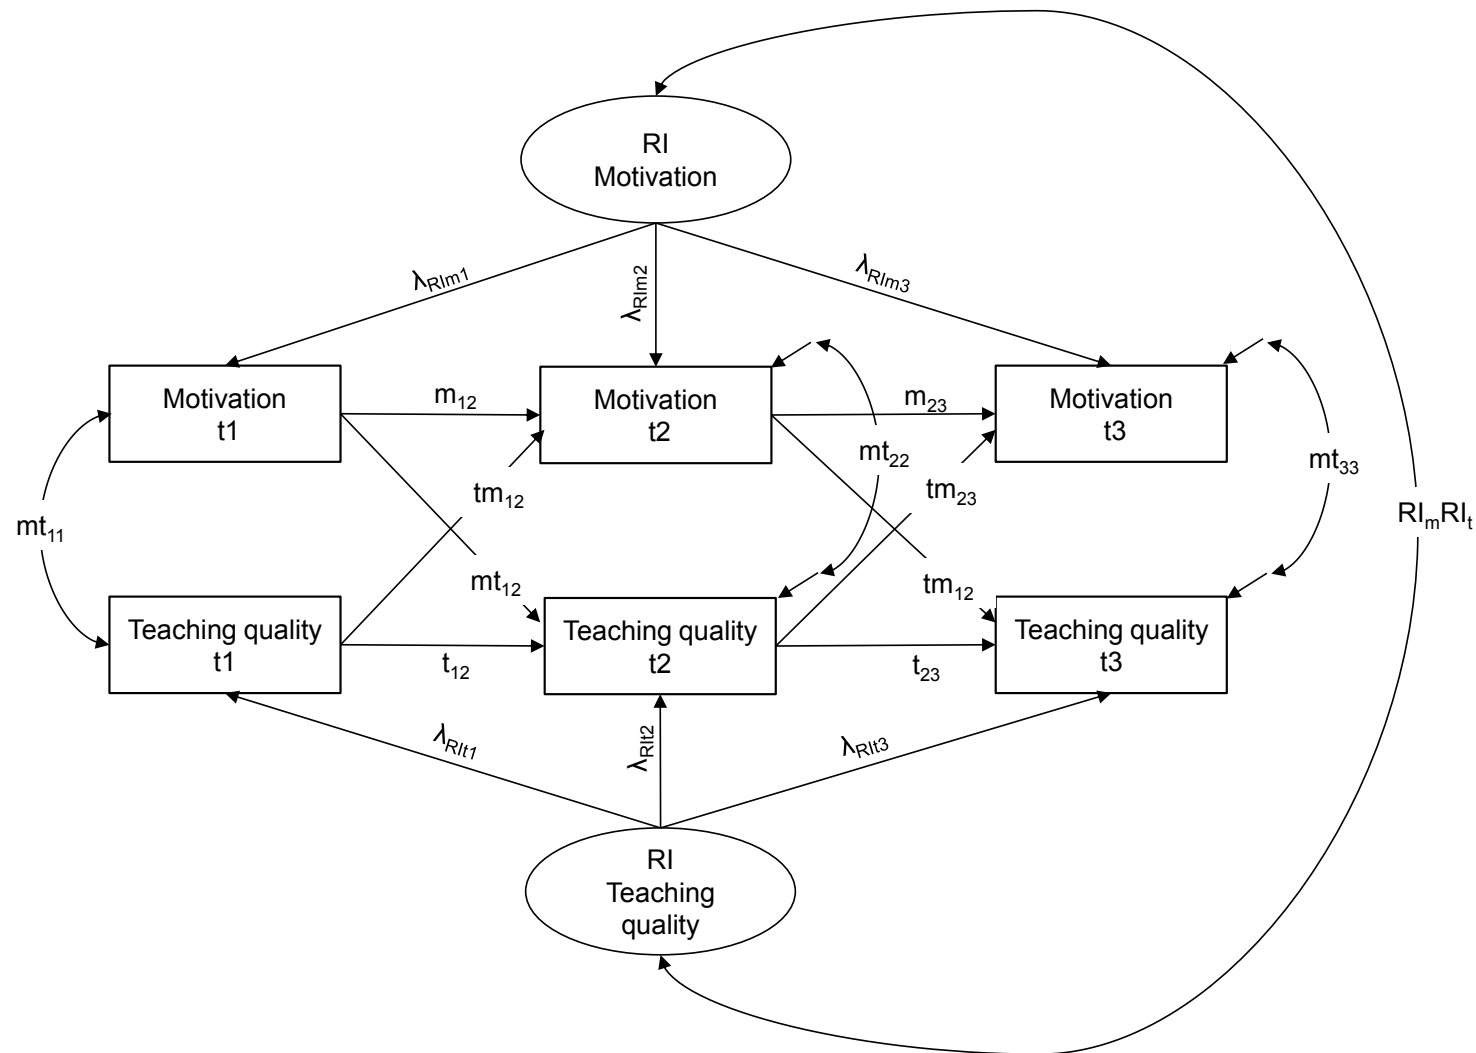 RI
Motivation
λRIm1
λRIm2
λRIm3
Motivation
t1
m12
Motivation
t2
m23
Motivation
t3
mt22
mt33
tm12
tm23
mt11
RImRIt
mt12
tm12
Teaching quality
t1
t12
Teaching quality
t2
t23
Teaching quality
t3
λRIt1
λRIt2
λRIt3
RI
Teaching
quality